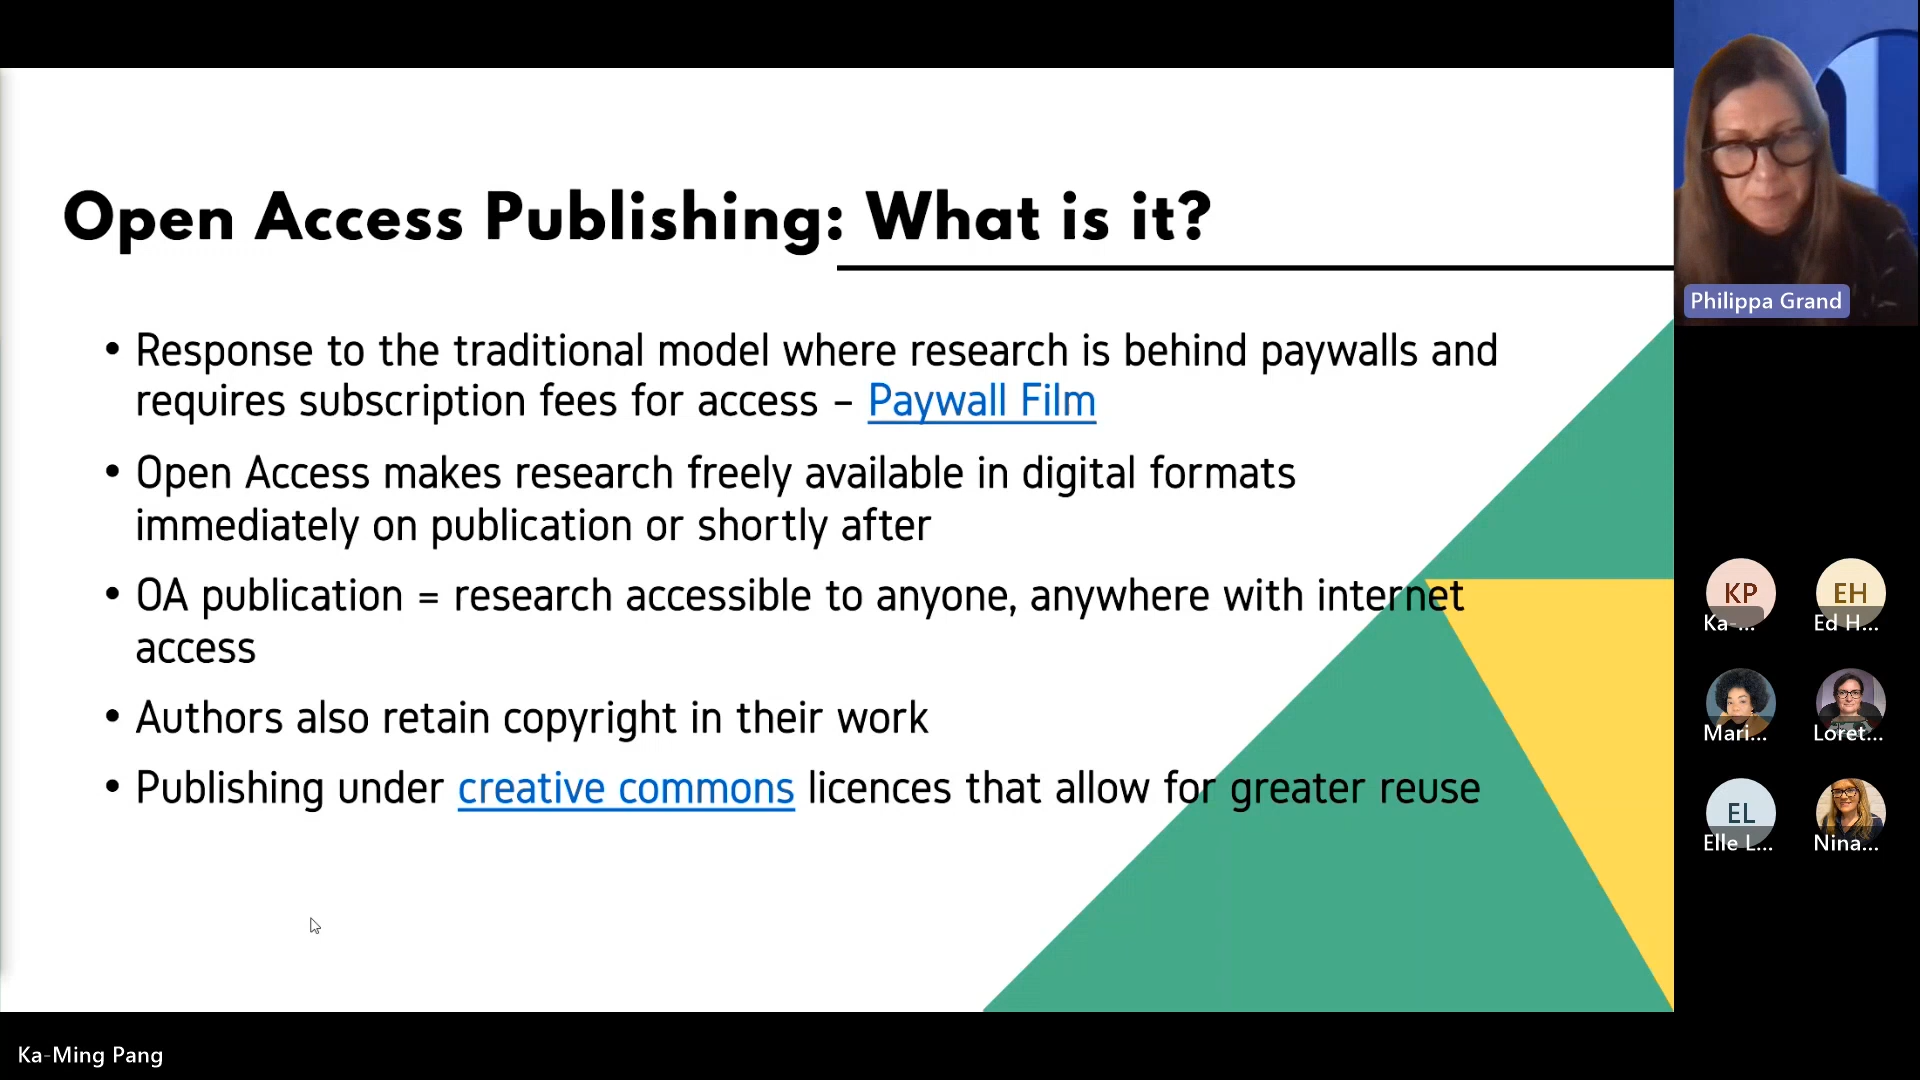 Open Access Publishing: What is it?
• Response to the traditional model where research is behind paywalls and
requires subscription fees for access – Paywall Film
• Open Access makes research freely available in digital formats
immediately on publication or shortly after
• OA publication = research accessible to anyone, anywhere with internet
access
• Authors also retain copyright in their work
• Publishing under creative commons licences that allow for greater reuse
Philippa Grand
KP
Ka-...
EH
Ed H...
Mari...
Loret...
EL
Elle L...
Nina...
Ka-Ming Pang